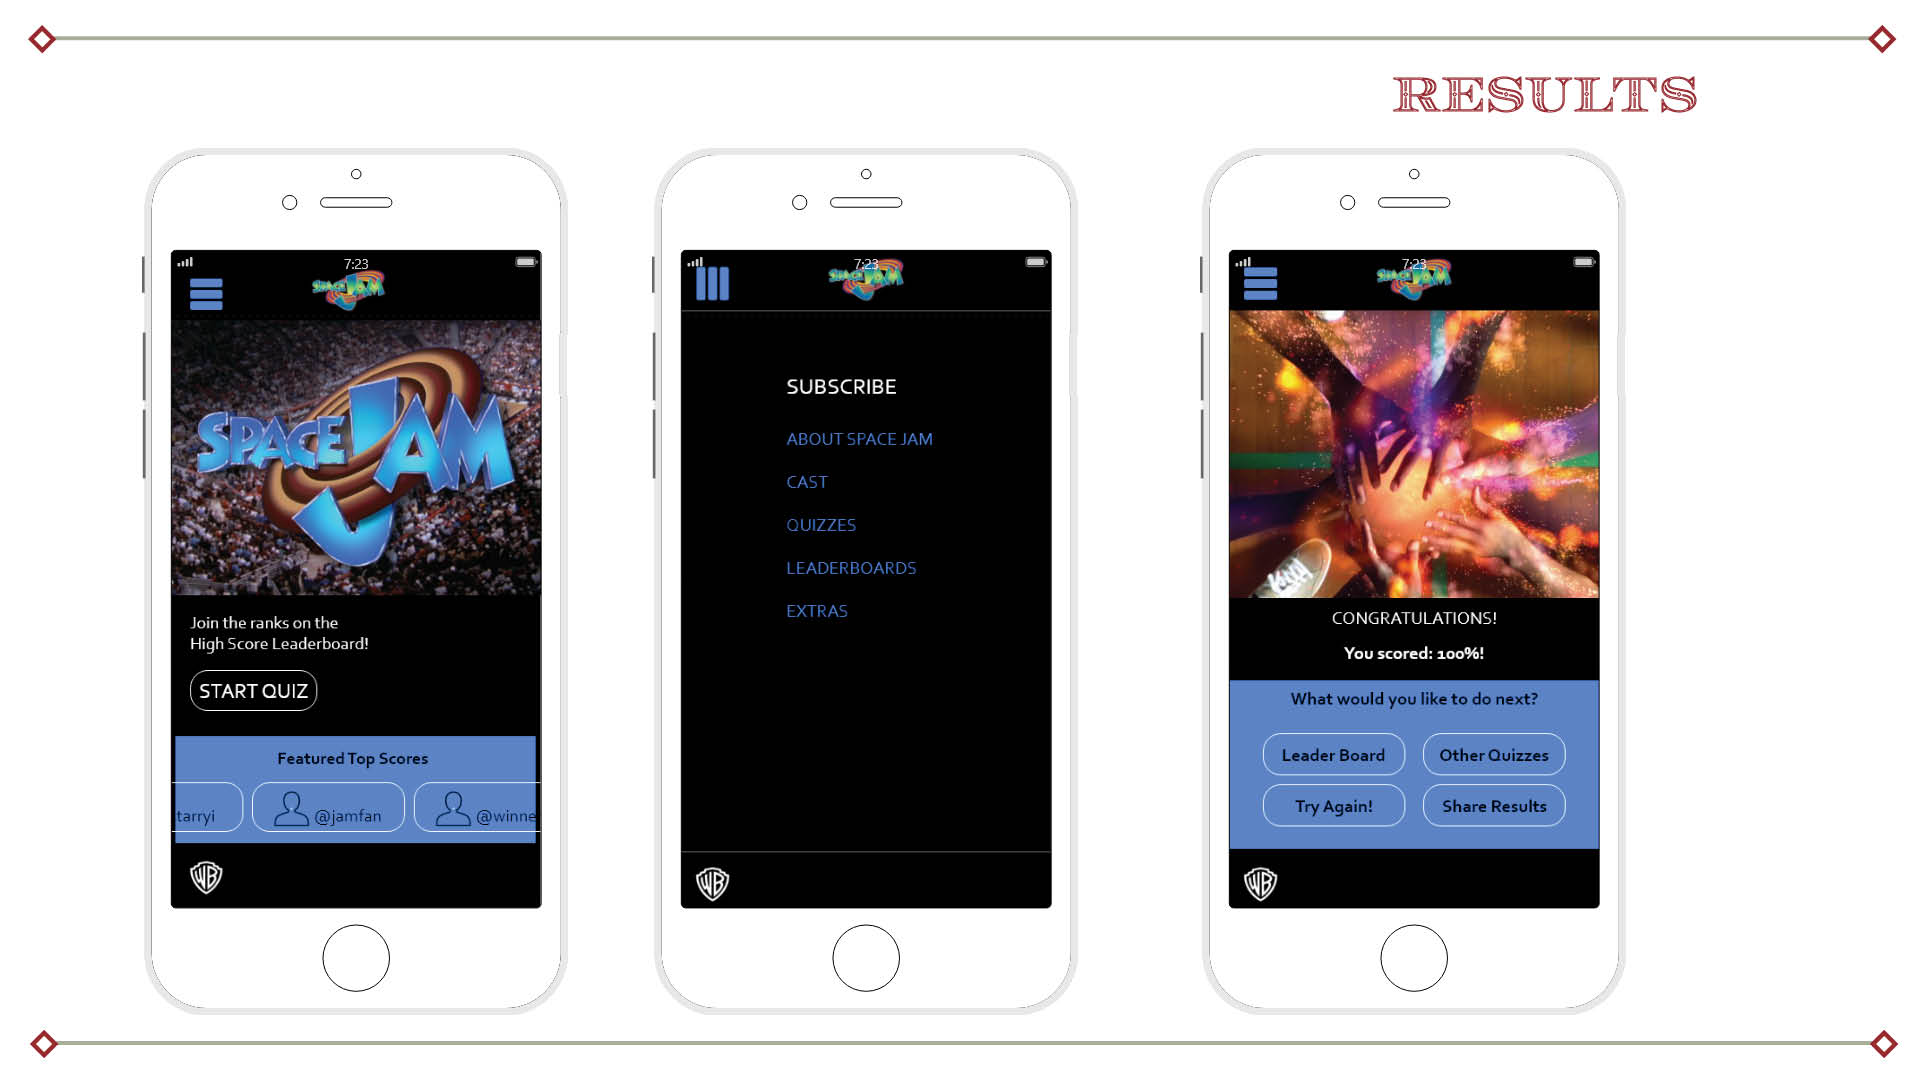 RESULTS
7:23
SPACE JAM
SPACE JAM
Join the ranks on the
High Score Leaderboard!
START QUIZ
Featured Top Scores
tarryi
@jamfan
@winne
WB
7:23
SPACE JAM
SUBSCRIBE
ABOUT SPACE JAM
CAST
QUIZZES
LEADERBOARDS
EXTRAS
WB
7:23
SPACE JAM
CONGRATULATIONS!
You scored: 100%!
What would you like to do next?
Leader Board
Other Quizzes
Try Again!
Share Results
WB